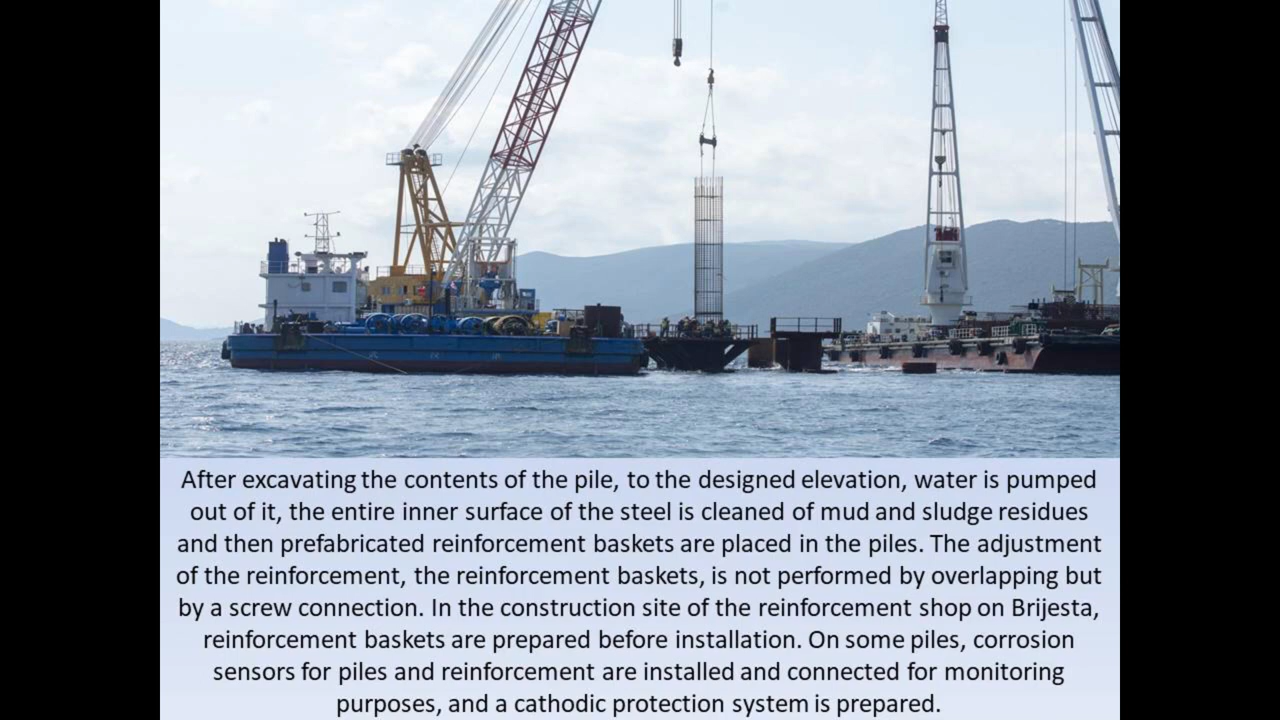 After excavating the contents of the pile, to the designed elevation, water is pumped
out of it, the entire inner surface of the steel is cleaned of mud and sludge residues
and then prefabricated reinforcement baskets are placed in the piles. The adjustment
of the reinforcement, the reinforcement baskets, is not performed by overlapping but
by a screw connection. In the construction site of the reinforcement shop on Brijesta,
reinforcement baskets are prepared before installation. On some piles, corrosion
sensors for piles and reinforcement are installed and connected for monitoring
purposes, and a cathodic protection system is prepared.